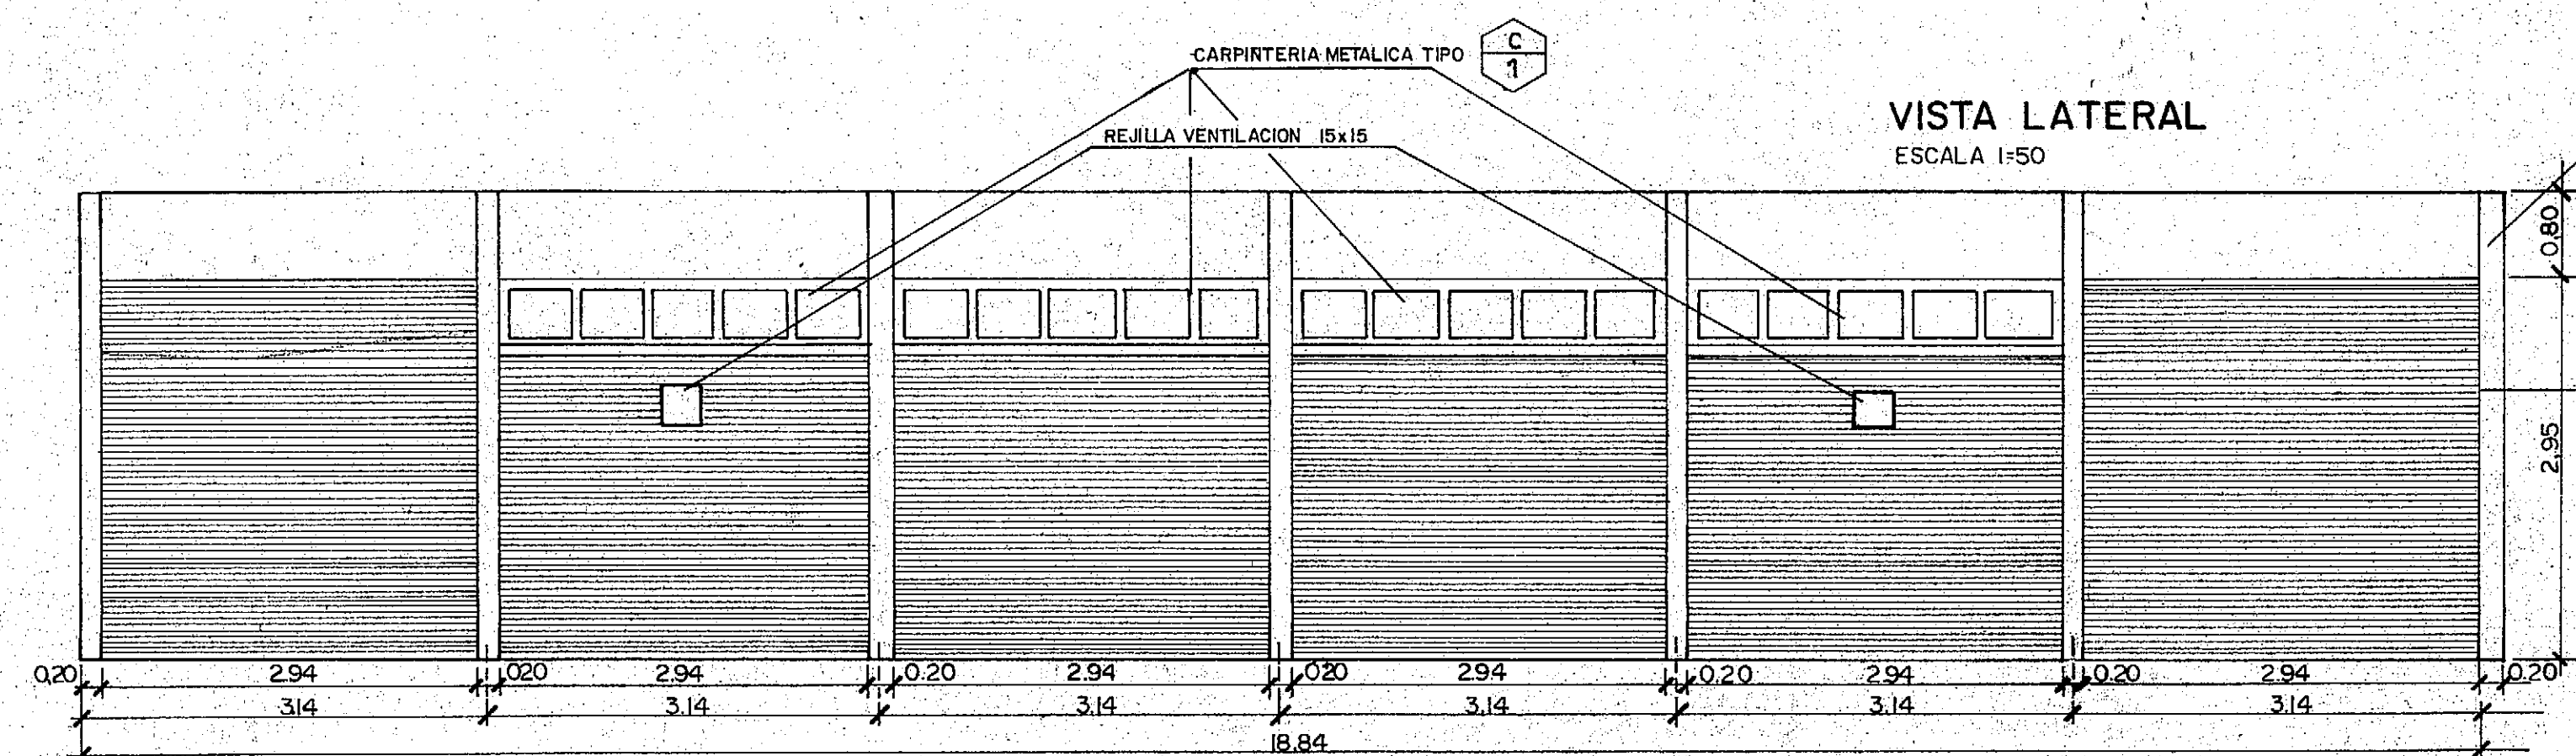 CARPINTERIA METALICA TIPO
C
1
REJILLA VENTILACION 15x15
VISTA LATERAL
ESCALA 1=50
0,80
2,95
0,20 2.94 0.20 2.94 0.20 2.94 0.20 2.94 0.20 2.94 0.20 2.94 0.20
3.14 3.14 3.14 3.14 3.14 3.14
18.84